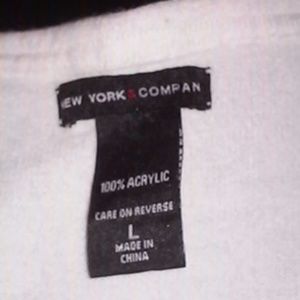 NEW YORK & COMPAN
100% ACRYLIC
CARE ON REVERSE
L
MADE IN
CHINA